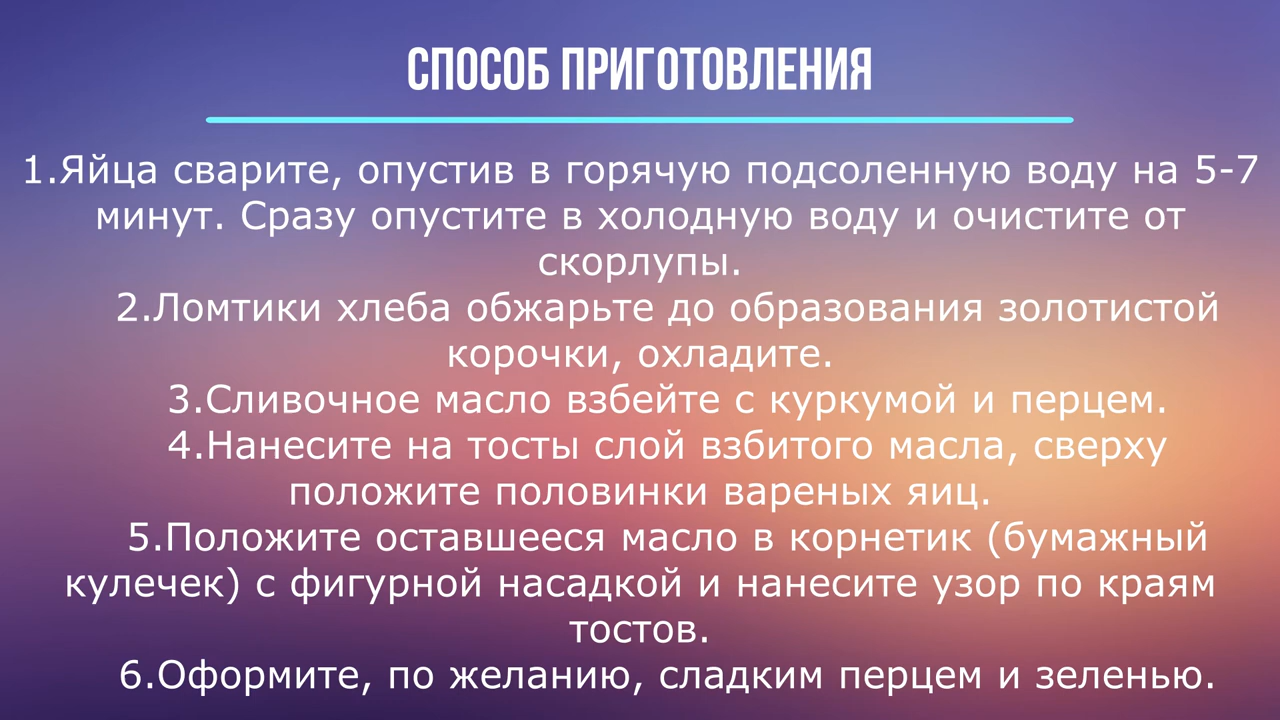 СПОСОБ ПРИГОТОВЛЕНИЯ
1.Яйца сварите, опустив в горячую подсоленную воду на 5-7
минут. Сразу опустите в холодную воду и очистите от
скорлупы.
2.Ломтики хлеба обжарьте до образования золотистой
корочки, охладите.
3.Сливочное масло взбейте с куркумой и перцем.
4.Нанесите на тосты слой взбитого масла, сверху
положите половинки вареных яиц.
5.Положите оставшееся масло в корнетик (бумажный
кулечек) с фигурной насадкой и нанесите узор по краям
тостов.
6.Оформите, по желанию, сладким перцем и зеленью.